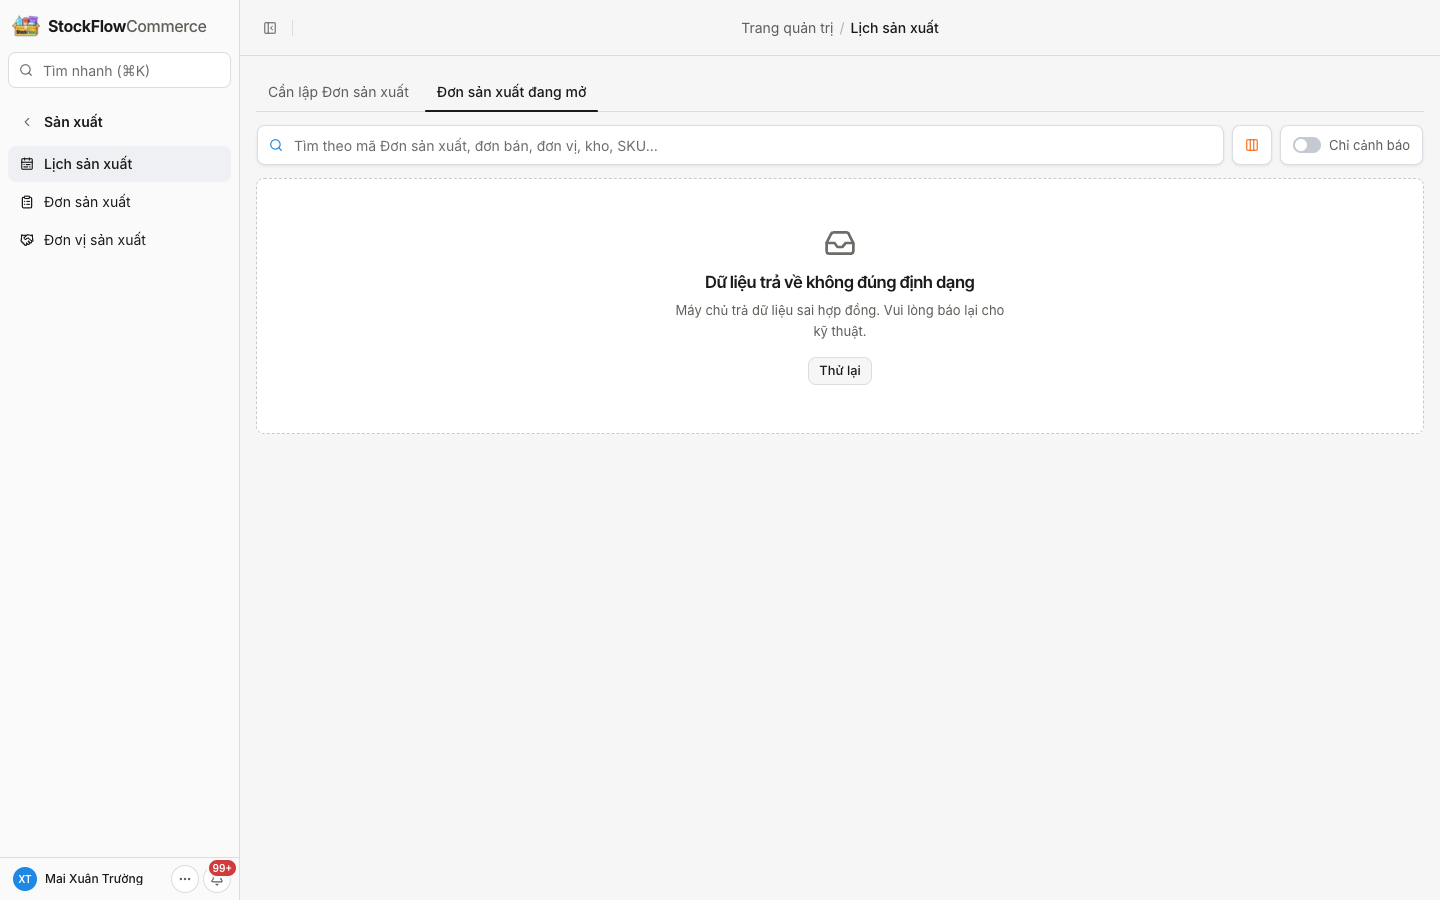 StockFlowCommerce
Tìm nhanh (⌘K)
Sản xuất
Lịch sản xuất
Đơn sản xuất
Đơn vị sản xuất
Trang quản trị / Lịch sản xuất
Cần lập Đơn sản xuất
Đơn sản xuất đang mở
Tìm theo mã Đơn sản xuất, đơn bán, đơn vị, kho, SKU...
Chỉ cảnh báo
Dữ liệu trả về không đúng định dạng
Máy chủ trả dữ liệu sai hợp đồng. Vui lòng báo lại cho
kỹ thuật.
Thử lại
XT
Mai Xuân Trường
99+